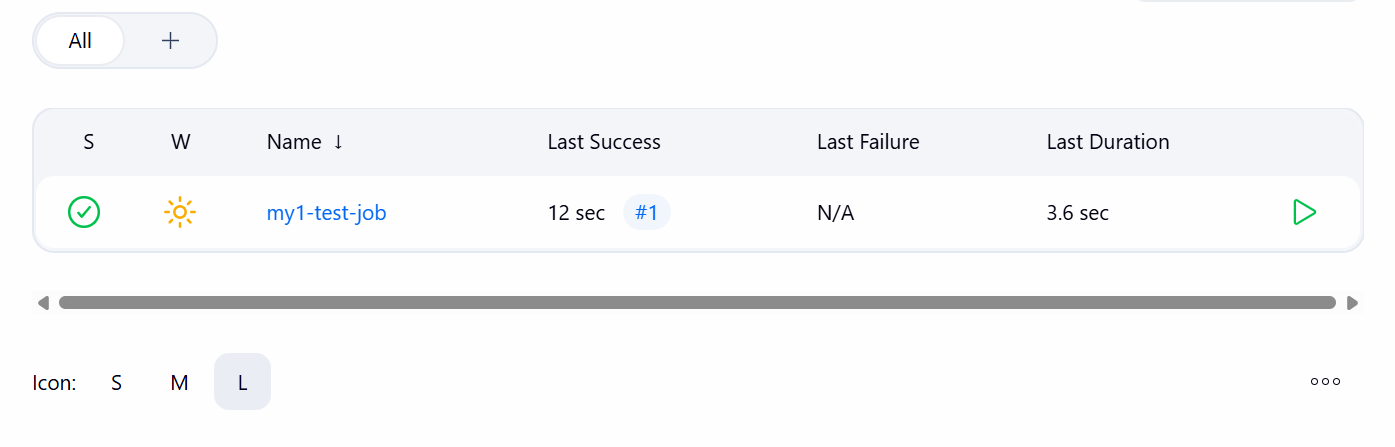 All +
S W Name ↓ Last Success Last Failure Last Duration
my1-test-job 12 sec #1 N/A 3.6 sec
Icon: S M L